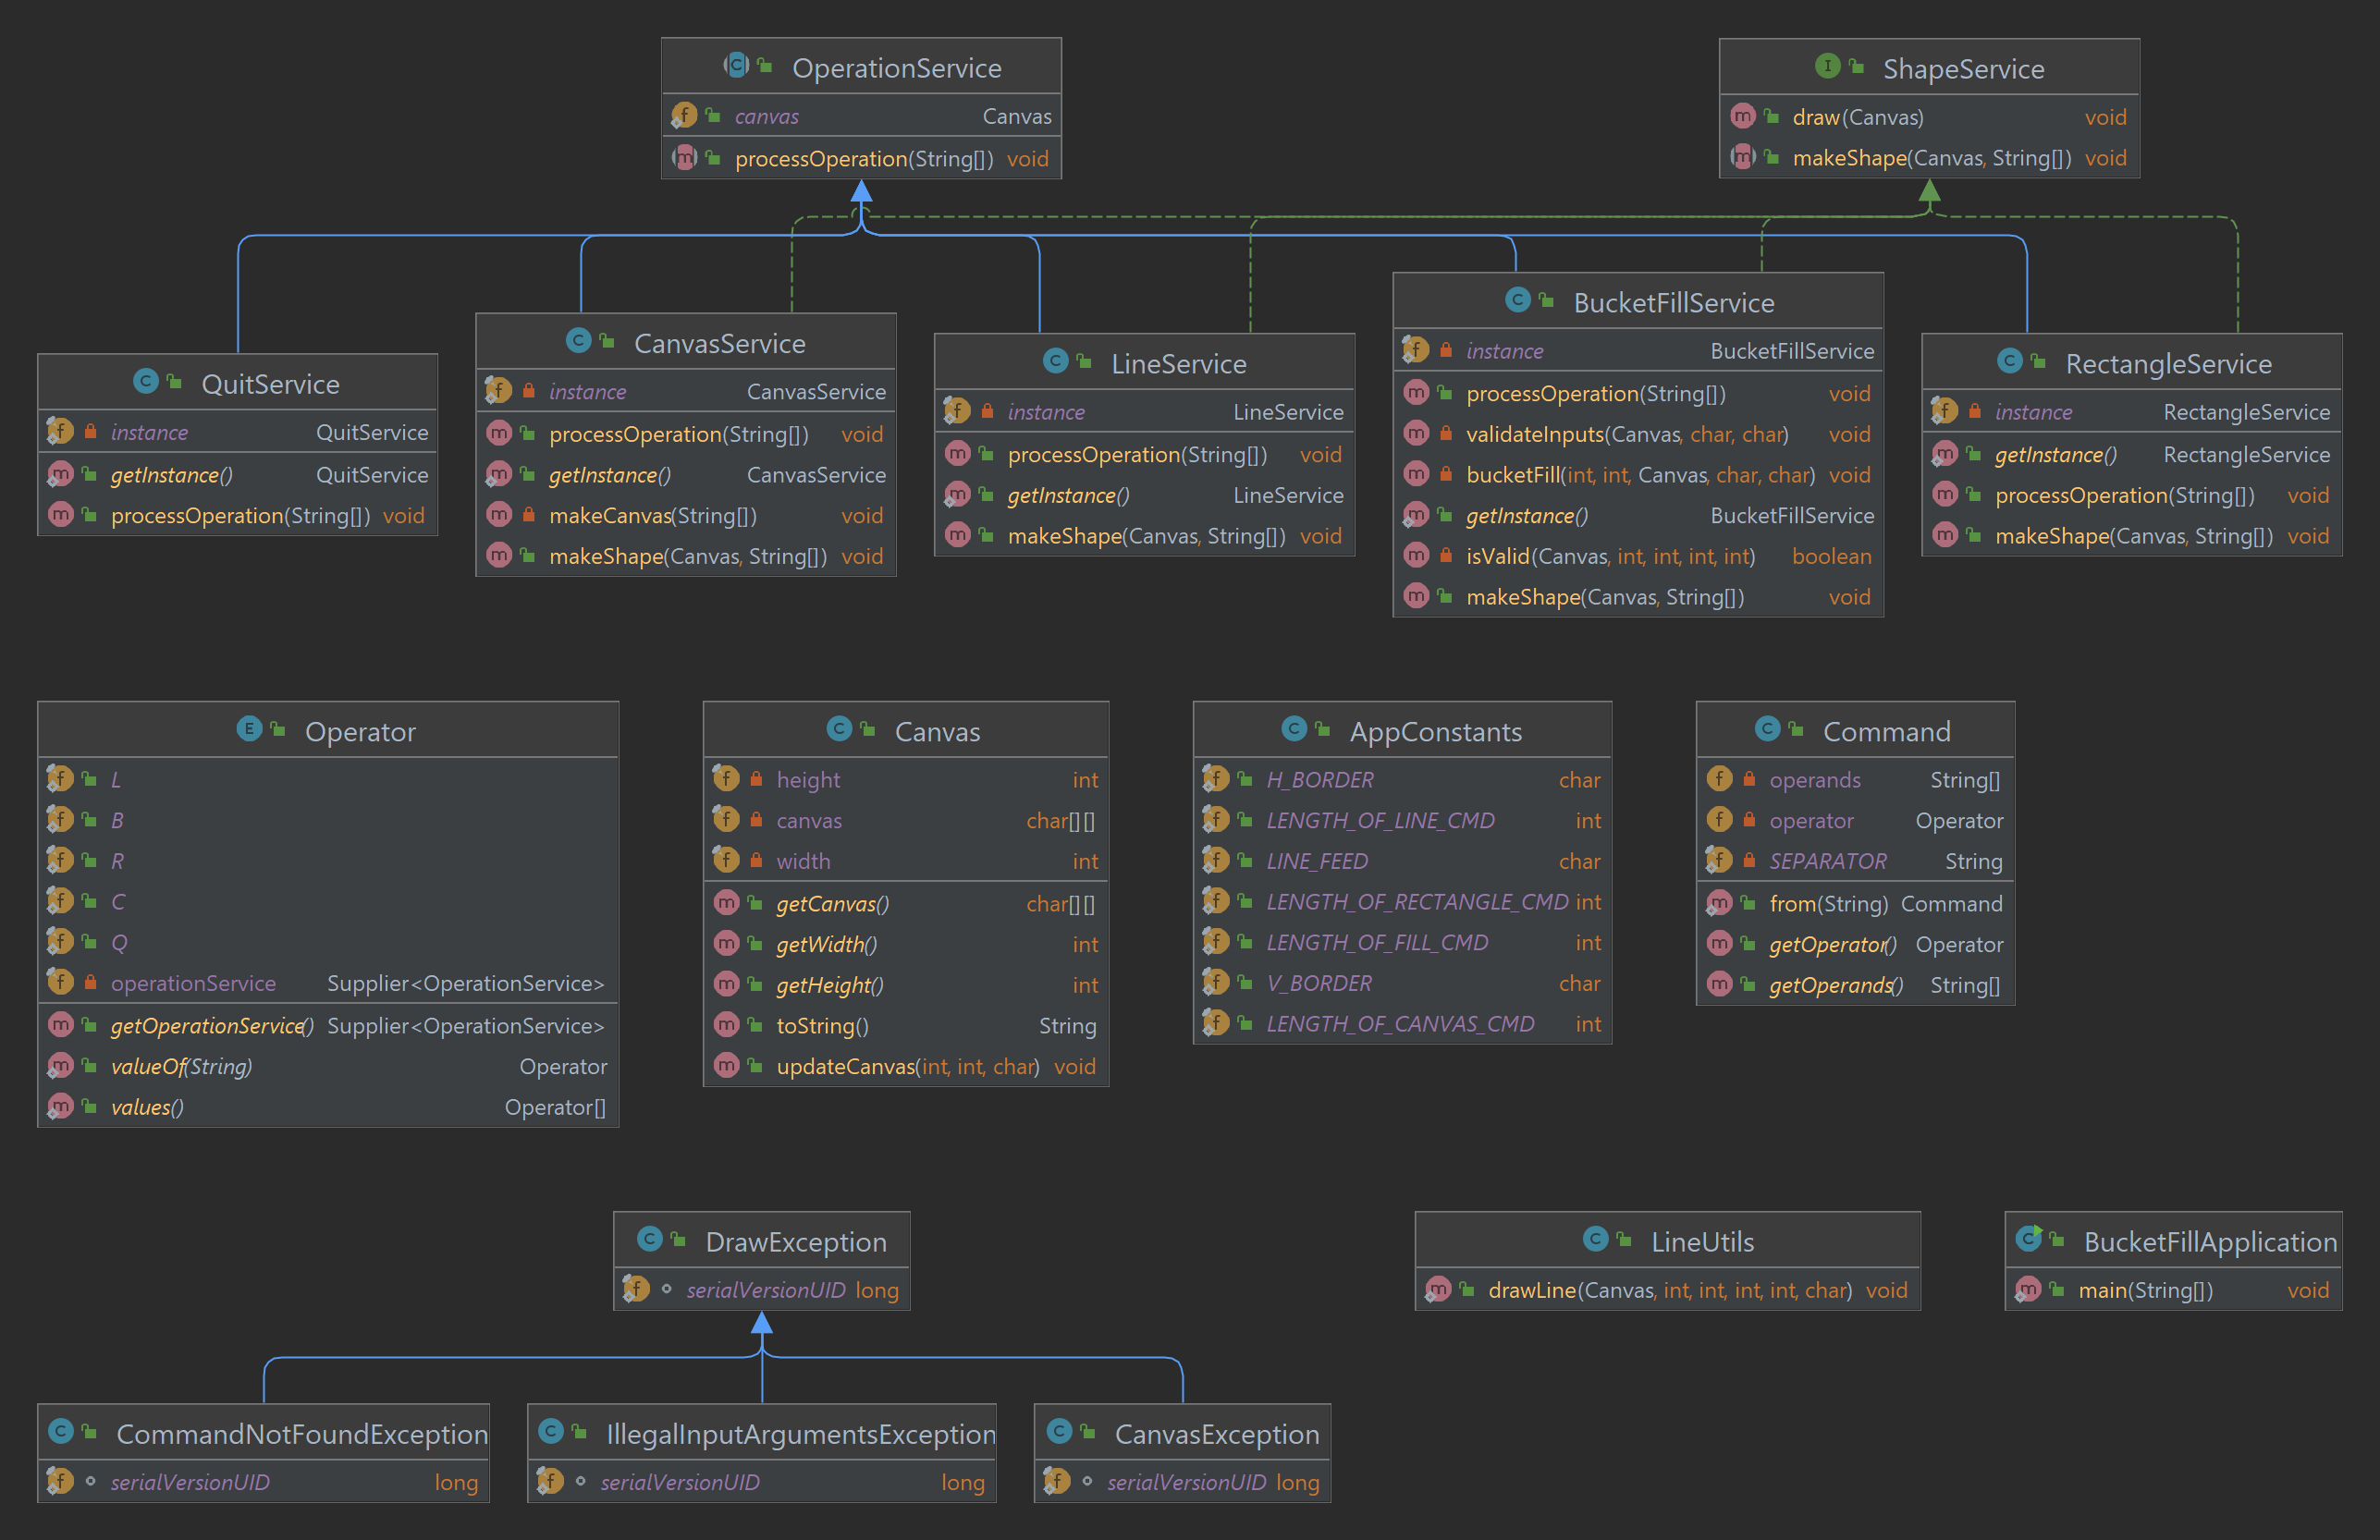 OperationService
canvas Canvas
processOperation(String[]) void
ShapeService
draw(Canvas) void
makeShape(Canvas, String[]) void
QuitService
instance QuitService
getInstance() QuitService
processOperation(String[]) void
CanvasService
instance CanvasService
processOperation(String[]) void
getInstance() CanvasService
makeCanvas(String[]) void
makeShape(Canvas, String[]) void
LineService
instance LineService
processOperation(String[]) void
getInstance() LineService
makeShape(Canvas, String[]) void
BucketFillService
instance BucketFillService
processOperation(String[]) void
validateInputs(Canvas, char, char) void
bucketFill(int, int, Canvas, char, char) void
getInstance() BucketFillService
isValid(Canvas, int, int, int, int) boolean
makeShape(Canvas, String[]) void
RectangleService
instance RectangleService
getInstance() RectangleService
processOperation(String[]) void
makeShape(Canvas, String[]) void
Operator
L
B
R
C
Q
operationService Supplier<OperationService>
getOperationService() Supplier<OperationService>
valueOf(String) Operator
values() Operator[]
Canvas
height int
canvas char[][]
width int
getCanvas() char[][]
getWidth() int
getHeight() int
toString() String
updateCanvas(int, int, char) void
AppConstants
H_BORDER char
LENGTH_OF_LINE_CMD int
LINE_FEED char
LENGTH_OF_RECTANGLE_CMD int
LENGTH_OF_FILL_CMD int
V_BORDER char
LENGTH_OF_CANVAS_CMD int
Command
operands String[]
operator Operator
SEPARATOR String
from(String) Command
getOperator() Operator
getOperands() String[]
DrawException
serialVersionUID long
LineUtils
drawLine(Canvas, int, int, int, int, char) void
BucketFillApplication
main(String[]) void
CommandNotFoundException
serialVersionUID long
IllegalInputArgumentsException
serialVersionUID long
CanvasException
serialVersionUID long